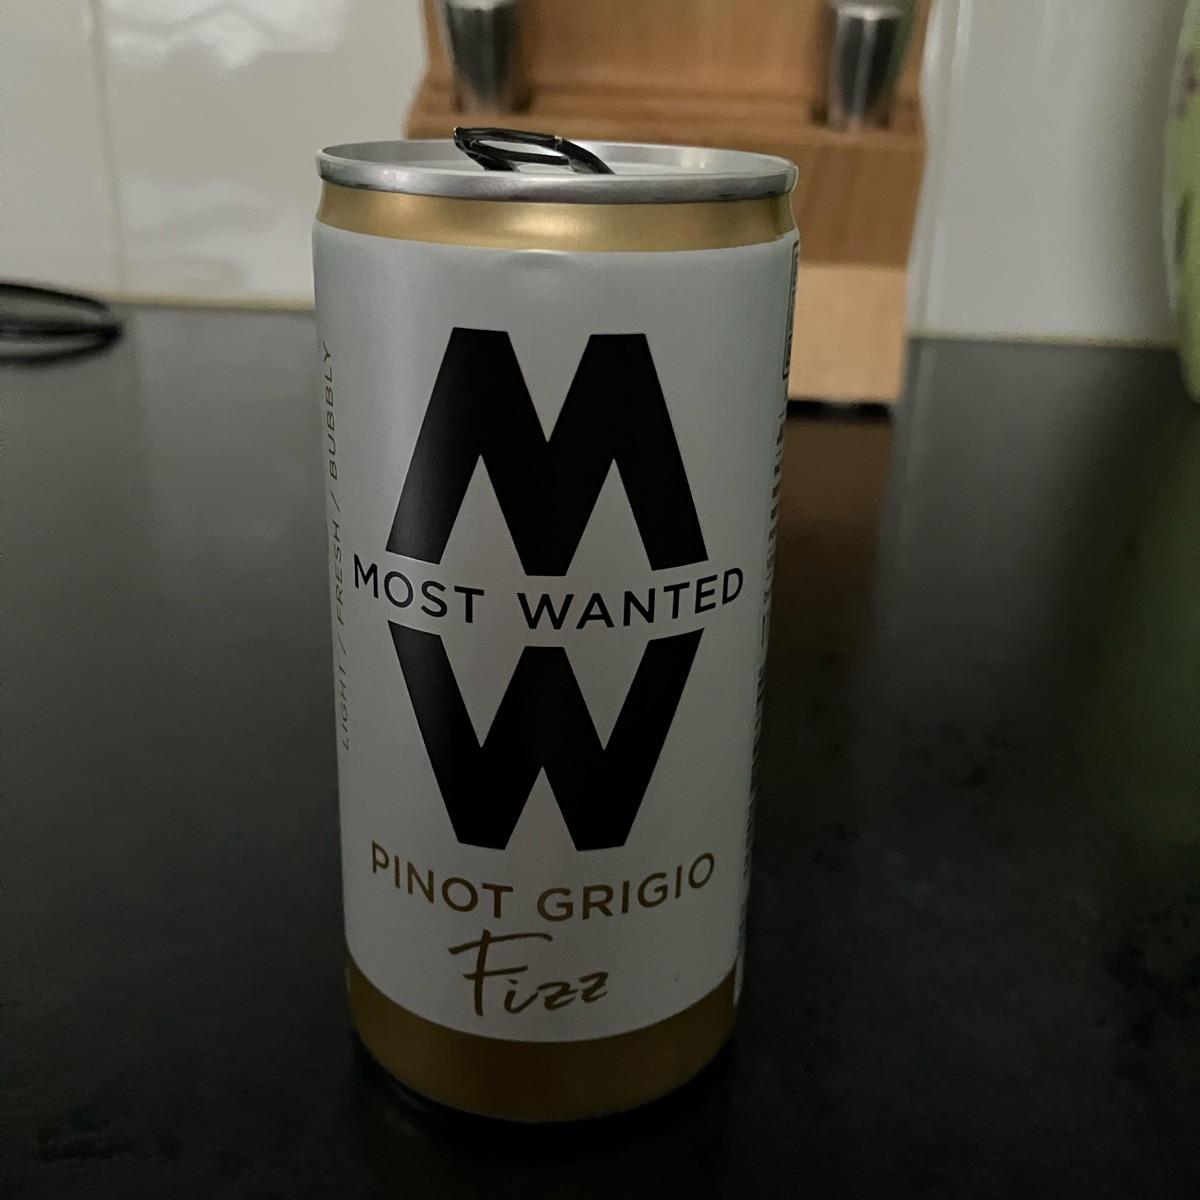 M
MOST WANTED
W
PINOT GRIGIO
Fizz
LIGHT / FRESH / BUBBLY